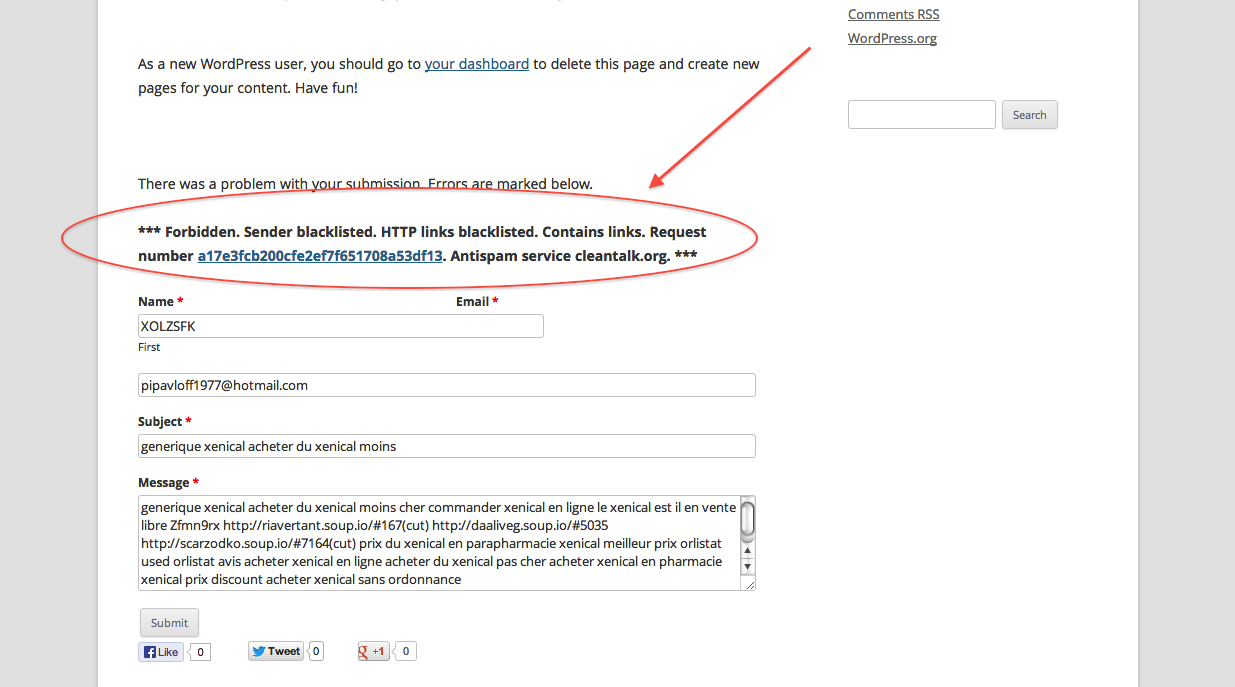 Comments RSS
WordPress.org
As a new WordPress user, you should go to your dashboard to delete this page and create new
pages for your content. Have fun!
Search
There was a problem with your submission. Errors are marked below.
*** Forbidden. Sender blacklisted. HTTP links blacklisted. Contains links. Request
number a17e3fcb200cfe2ef7f651708a53df13. Antispam service cleantalk.org. ***
Name * Email *
XOLZSFK
First
pipavloff1977@hotmail.com
Subject *
generique xenical acheter du xenical moins
Message *
generique xenical acheter du xenical moins cher commander xenical en ligne le xenical est il en vente
libre Zfmn9rx http://riavertant.soup.io/#167(cut) http://daaliveg.soup.io/#5035
http://scarzodko.soup.io/#7164(cut) prix du xenical en parapharmacie xenical meilleur prix orlistat
used orlistat avis acheter xenical en ligne acheter du xenical pas cher acheter xenical en pharmacie
xenical prix discount acheter xenical sans ordonnance
Submit
Like 0 Tweet 0 g +1 0